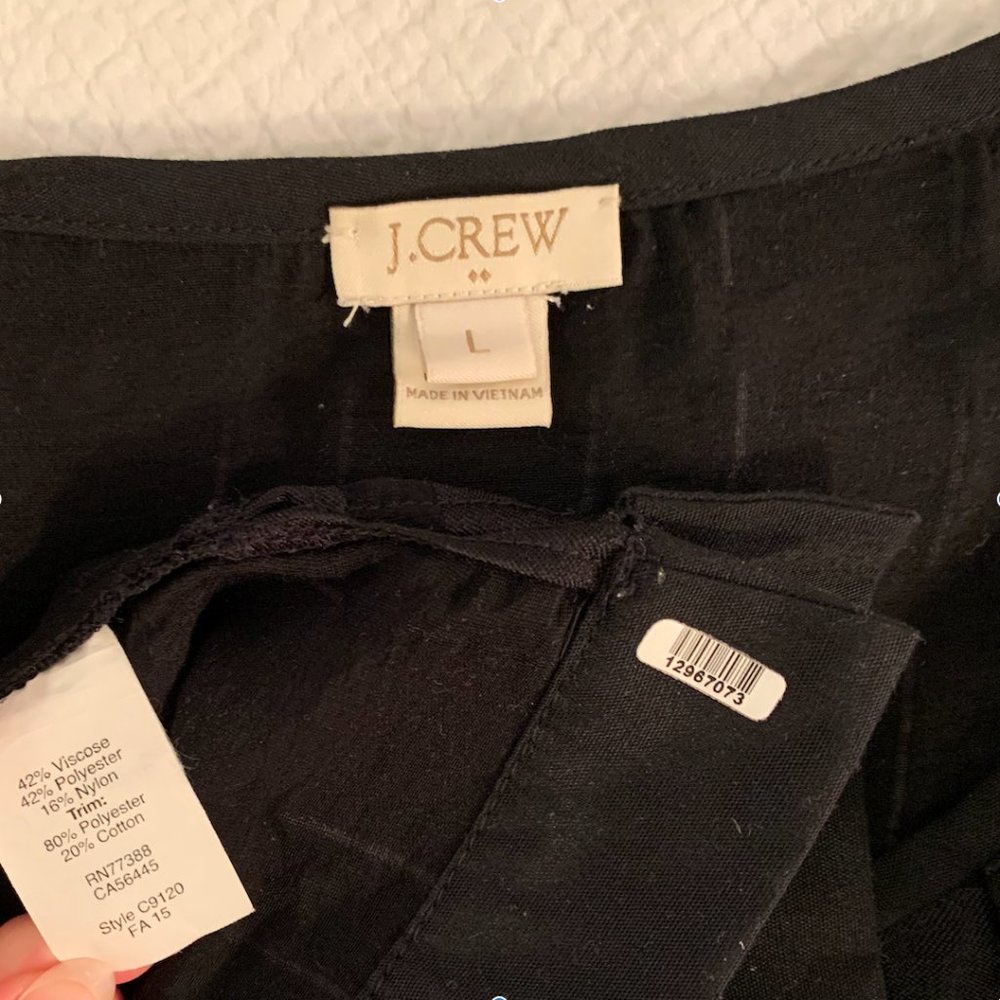 J.CREW
L
MADE IN VIETNAM
12967073
42% Viscose
42% Polyester
16% Nylon
Trim:
80% Polyester
20% Cotton
RN77388
CA56445
Style C9120
FA 15